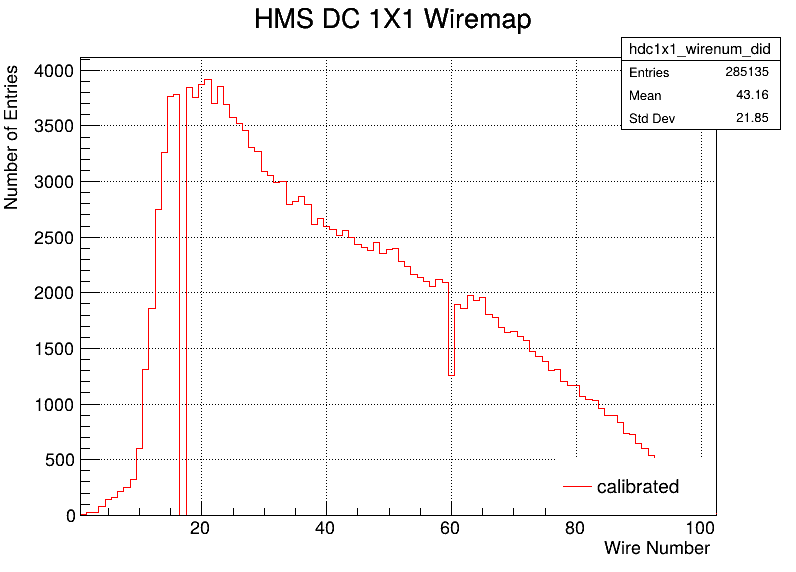 HMS DC 1X1 Wiremap
hdc1x1_wirenum_did
Entries 285135
Mean 43.16
Std Dev 21.85
Number of Entries
4000
3500
3000
2500
2000
1500
1000
500
0
calibrated
20 40 60 80 100
Wire Number